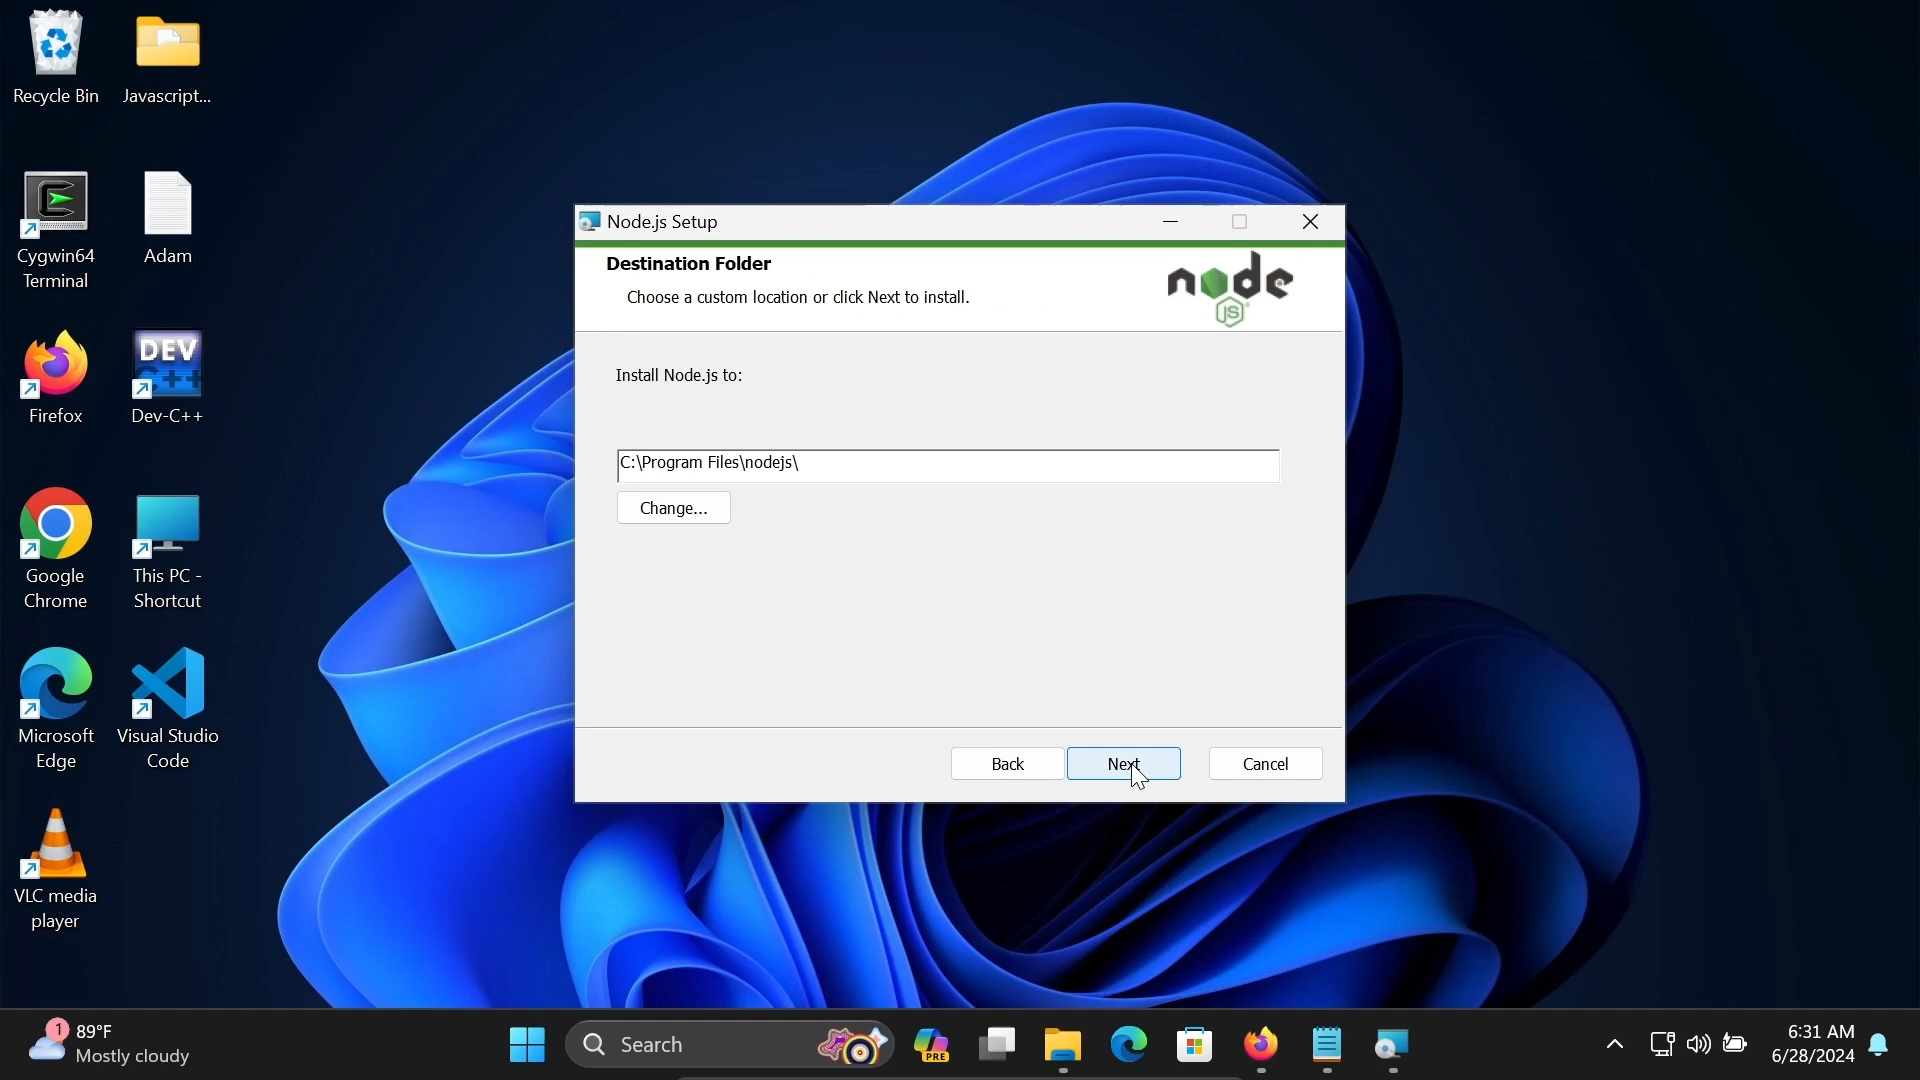 Recycle Bin
Javascript...
Cygwin64
Terminal
Adam
Firefox
DEV
C++
Dev-C++
Google
Chrome
This PC -
Shortcut
Microsoft
Edge
Visual Studio
Code
VLC media
player
Node.js Setup
Destination Folder
Choose a custom location or click Next to install.
node
JS
Install Node.js to:
C:\Program Files\nodejs\
Change...
Back
Next
Cancel
1
89°F
Mostly cloudy
Search
PRE
6:31 AM
6/28/2024